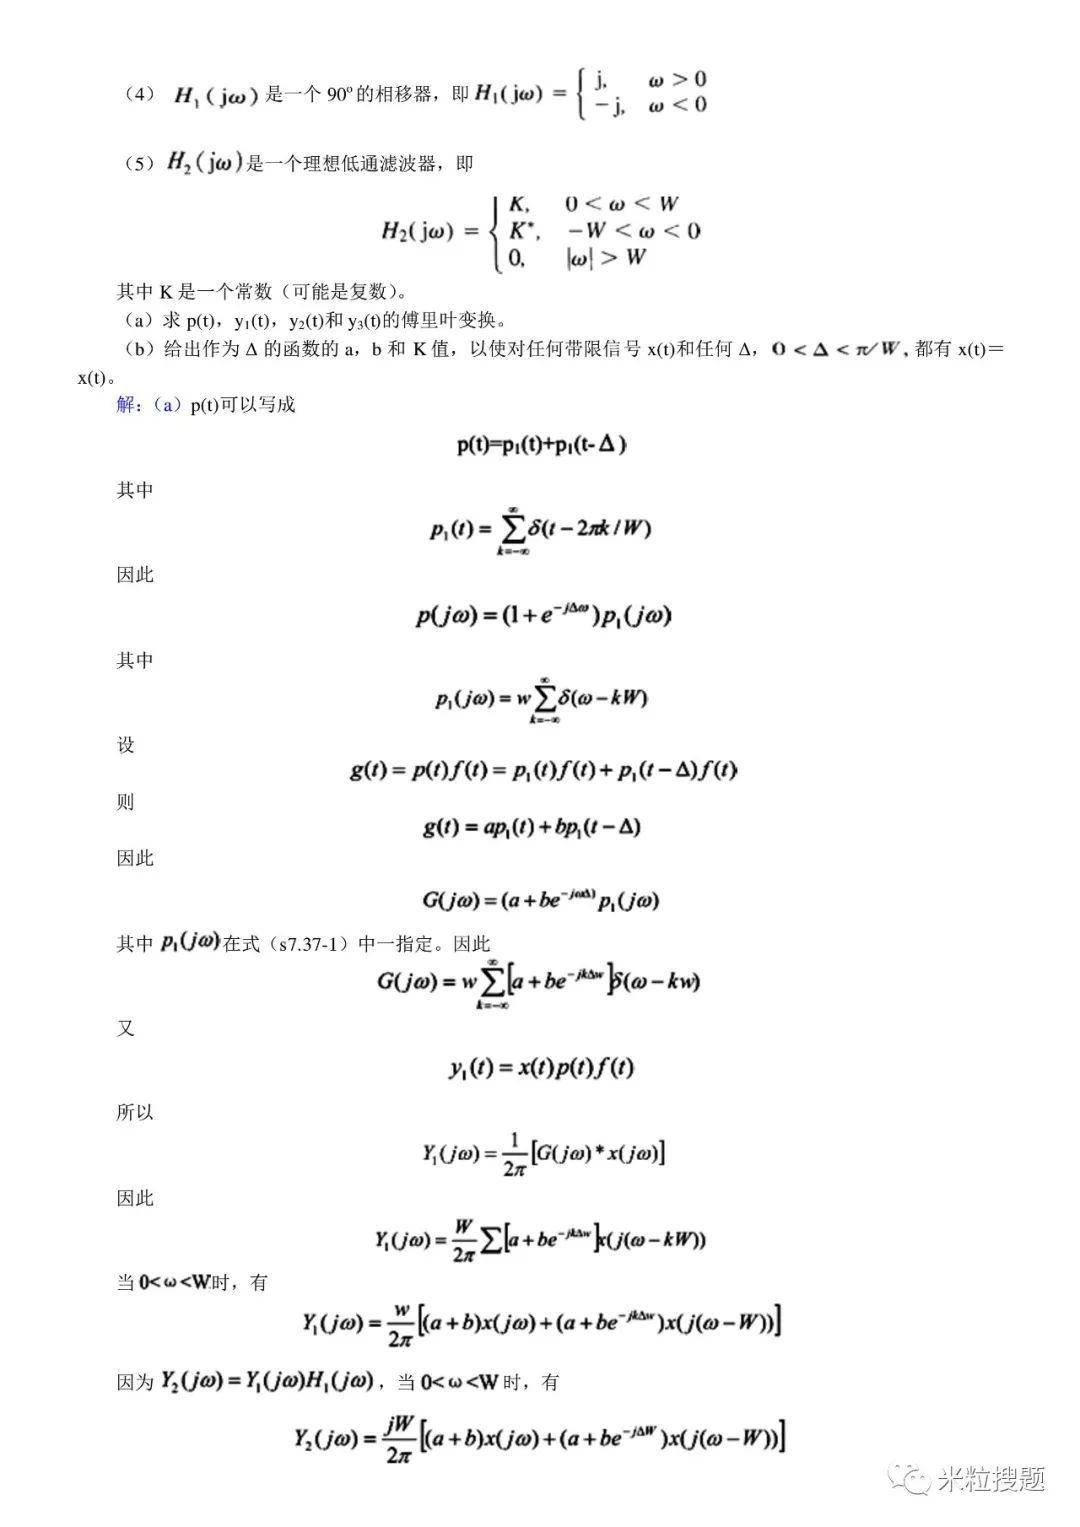 （4） H₁(jω)是一个 90º 的相移器，即 H₁(jω) = { j, ω > 0
−j, ω < 0
（5）H₂(jω)是一个理想低通滤波器，即
H₂(jω) = { K, 0 < ω < W
K*, −W < ω < 0
0, |ω| > W
其中 K 是一个常数（可能是复数）。
（a）求 p(t)，y₁(t)，y₂(t)和 y₃(t)的傅里叶变换。
（b）给出作为 Δ 的函数的 a，b 和 K 值，以使对任何带限信号 x(t)和任何 Δ，0 < Δ < π/W，都有 x(t)＝
x(t)。
解：（a）p(t)可以写成
p(t)=p₁(t)+p₁(t-Δ)
其中
p₁(t) = ∑_{k=−∞}^{∞} δ(t − 2πk / W)
因此
p(jω) = (1 + e^{−jΔω})p₁(jω)
其中
p₁(jω) = w∑_{k=−∞}^{∞} δ(ω − kW)
设
g(t) = p(t)f(t) = p₁(t)f(t) + p₁(t − Δ)f(t)
则
g(t) = ap₁(t) + bp₁(t − Δ)
因此
G(jω) = (a + be^{−jωΔ)} p₁(jω)
其中 p₁(jω)在式（s7.37-1）中一指定。因此
G(jω) = w∑_{k=−∞}^{∞} [a + be^{−jkΔw}]δ(ω − kw)
又
y₁(t) = x(t)p(t)f(t)
所以
Y₁(jω) = 1/2π [G(jω) * x(jω)]
因此
Y₁(jω) = W/2π ∑[a + be^{−jkΔw}]x(j(ω − kW))
当 0<ω<W时，有
Y₁(jω) = w/2π [(a + b)x(jω) + (a + be^{−jkΔw})x(j(ω − W))]
因为 Y₂(jω) = Y₁(jω)H₁(jω)，当 0<ω<W 时，有
Y₂(jω) = jW/2π [(a + b)x(jω) + (a + be^{−jΔW})x(j(ω − W))]
米粒搜题